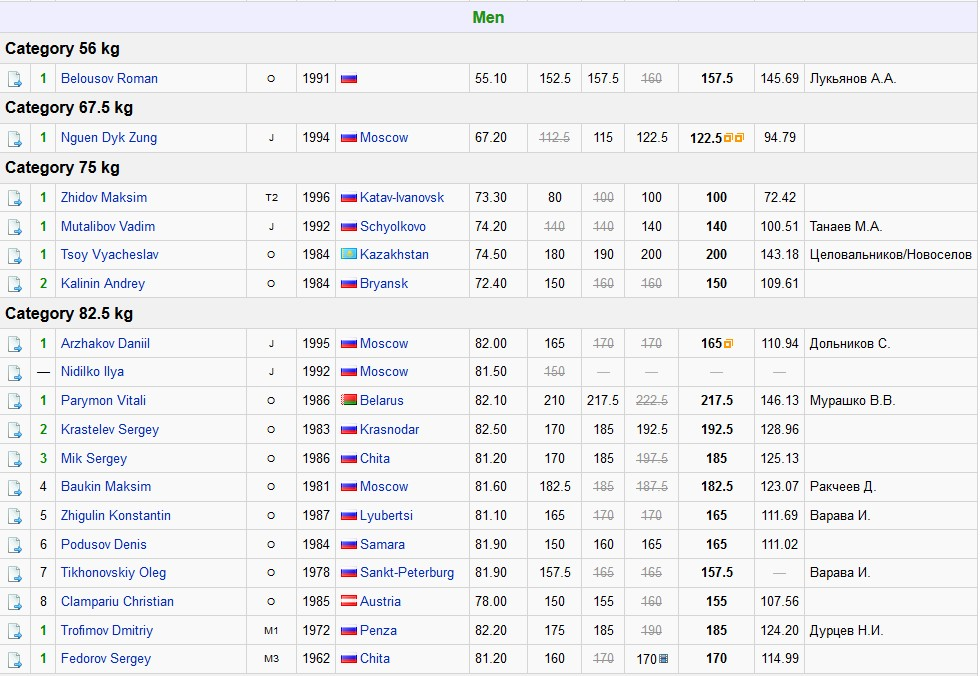 Men
Category 56 kg
1 Belousov Roman O 1991 55.10 152.5 157.5 160 157.5 145.69 Лукьянов А.А.
Category 67.5 kg
1 Nguen Dyk Zung J 1994 Moscow 67.20 112.5 115 122.5 122.5 94.79
Category 75 kg
1 Zhidov Maksim T2 1996 Katav-Ivanovsk 73.30 80 100 100 100 72.42
1 Mutalibov Vadim J 1992 Schyolkovo 74.20 140 140 140 140 100.51 Танаев М.А.
1 Tsoy Vyacheslav O 1984 Kazakhstan 74.50 180 190 200 200 143.18 Целовальников/Новоселов
2 Kalinin Andrey O 1984 Bryansk 72.40 150 160 160 150 109.61
Category 82.5 kg
1 Arzhakov Daniil J 1995 Moscow 82.00 165 170 170 165 110.94 Дольников С.
— Nidilko Ilya J 1992 Moscow 81.50 150 — — — —
1 Parymon Vitali O 1986 Belarus 82.10 210 217.5 222.5 217.5 146.13 Мурашко В.В.
2 Krastelev Sergey O 1983 Krasnodar 82.50 170 185 192.5 192.5 128.96
3 Mik Sergey O 1986 Chita 81.20 170 185 197.5 185 125.13
4 Baukin Maksim O 1981 Moscow 81.60 182.5 185 187.5 182.5 123.07 Ракчеев Д.
5 Zhigulin Konstantin O 1987 Lyubertsi 81.10 165 170 170 165 111.69 Варава И.
6 Podusov Denis O 1984 Samara 81.90 150 160 165 165 111.02
7 Tikhonovskiy Oleg O 1978 Sankt-Peterburg 81.90 157.5 165 165 157.5 — Варава И.
8 Clampariu Christian O 1985 Austria 78.00 150 155 160 155 107.56
1 Trofimov Dmitriy M1 1972 Penza 82.20 175 185 190 185 124.20 Дурцев Н.И.
1 Fedorov Sergey M3 1962 Chita 81.20 160 170 170 170 114.99